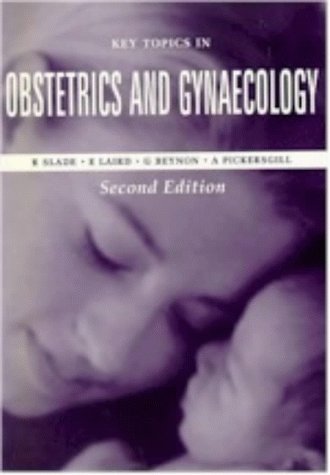 KEY TOPICS IN
OBSTETRICS AND GYNAECOLOGY
R SLADE · E LAIRD · G BEYNON · A PICKERSGILL
Second Edition